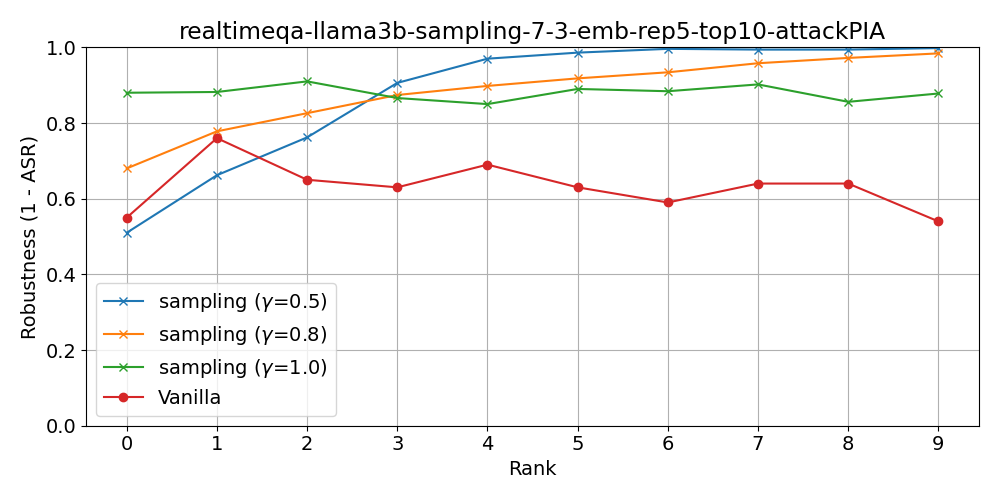 realtimeqa-llama3b-sampling-7-3-emb-rep5-top10-attackPIA
1.0
0.8
0.6
0.4
0.2
0.0
Robustness (1 - ASR)
sampling (γ=0.5)
sampling (γ=0.8)
sampling (γ=1.0)
Vanilla
0 1 2 3 4 5 6 7 8 9
Rank